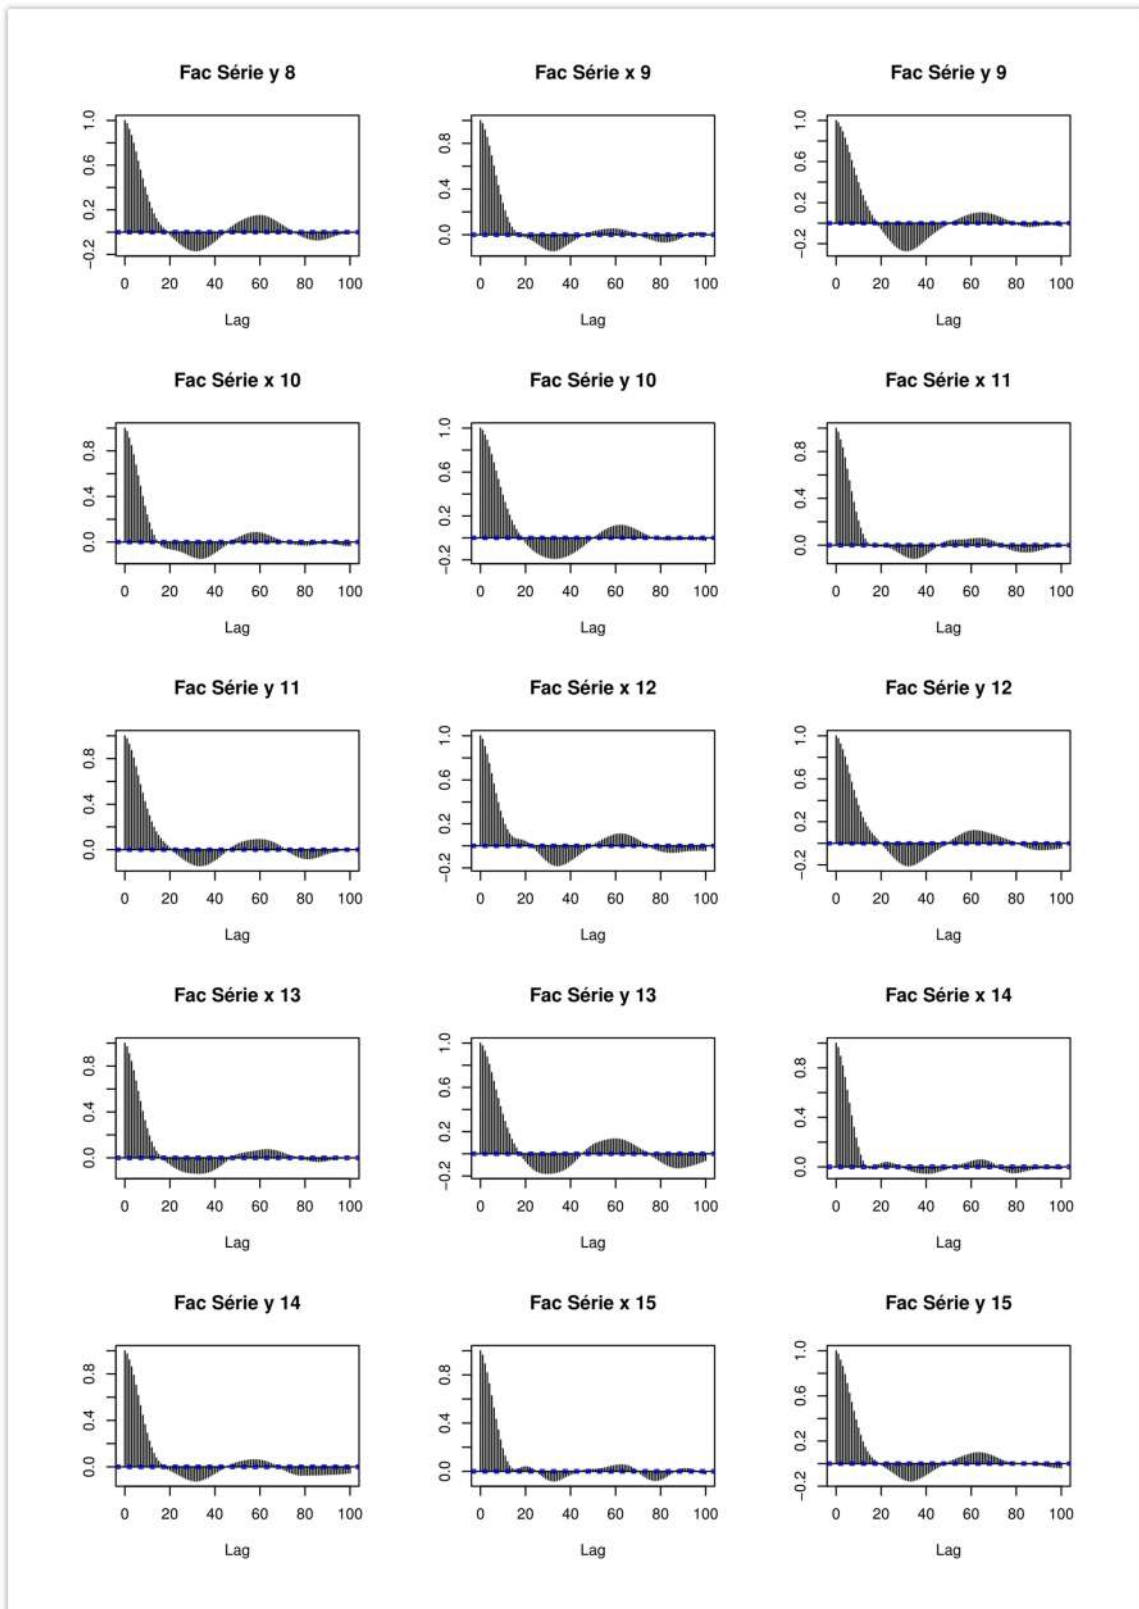 Fac Série y 8 Fac Série x 9 Fac Série y 9
1.0 0.6 0.2 −0.2 0.8 0.4 0.0 1.0 0.6 0.2 −0.2
0 20 40 60 80 100 0 20 40 60 80 100 0 20 40 60 80 100
Lag Lag Lag
Fac Série x 10 Fac Série y 10 Fac Série x 11
0.8 0.4 0.0 1.0 0.6 0.2 −0.2 0.8 0.4 0.0
0 20 40 60 80 100 0 20 40 60 80 100 0 20 40 60 80 100
Lag Lag Lag
Fac Série y 11 Fac Série x 12 Fac Série y 12
0.8 0.4 0.0 1.0 0.6 0.2 −0.2 1.0 0.6 0.2 −0.2
0 20 40 60 80 100 0 20 40 60 80 100 0 20 40 60 80 100
Lag Lag Lag
Fac Série x 13 Fac Série y 13 Fac Série x 14
0.8 0.4 0.0 1.0 0.6 0.2 −0.2 0.8 0.4 0.0
0 20 40 60 80 100 0 20 40 60 80 100 0 20 40 60 80 100
Lag Lag Lag
Fac Série y 14 Fac Série x 15 Fac Série y 15
0.8 0.4 0.0 0.8 0.4 0.0 1.0 0.6 0.2 −0.2
0 20 40 60 80 100 0 20 40 60 80 100 0 20 40 60 80 100
Lag Lag Lag